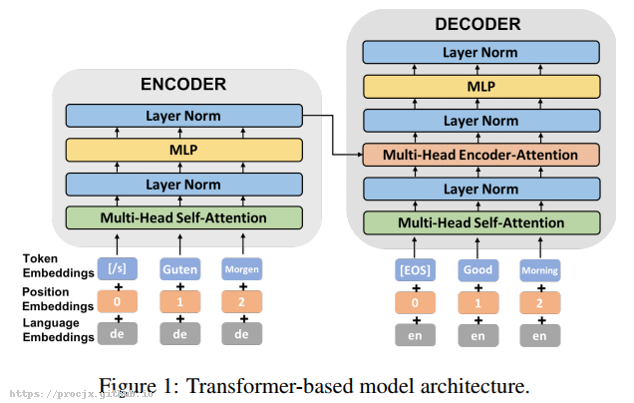 DECODER
Layer Norm
MLP
Layer Norm
Multi-Head Encoder-Attention
Layer Norm
Multi-Head Self-Attention
ENCODER
Layer Norm
MLP
Layer Norm
Multi-Head Self-Attention
Token Embeddings
[/s] Guten Morgen
[EOS] Good Morning
+ + + + + +
Position Embeddings
0 1 2
0 1 2
+ + + + + +
Language Embeddings
de de de
en en en
Figure 1: Transformer-based model architecture.
https://procjx.github.io